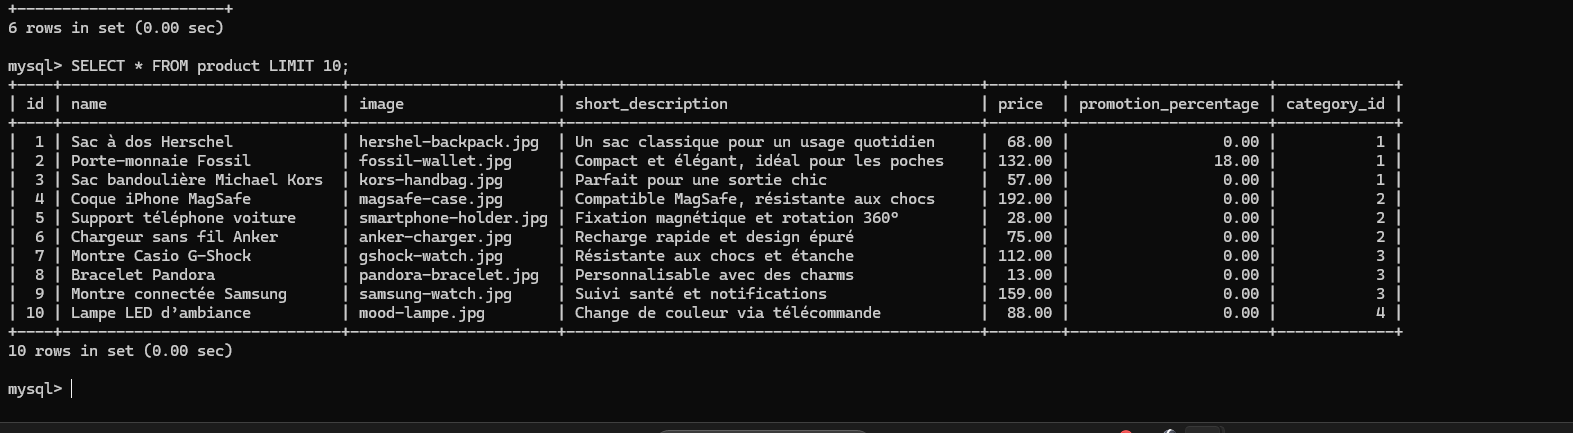 +------------------------+
6 rows in set (0.00 sec)
mysql> SELECT * FROM product LIMIT 10;
+----+-------------------------------+-----------------------+----------------------------------------------+--------+----------------------+-------------+
| id | name                          | image                 | short_description                            | price  | promotion_percentage | category_id |
+----+-------------------------------+-----------------------+----------------------------------------------+--------+----------------------+-------------+
|  1 | Sac à dos Herschel            | hershel-backpack.jpg  | Un sac classique pour un usage quotidien     |  68.00 |                 0.00 |           1 |
|  2 | Porte-monnaie Fossil          | fossil-wallet.jpg     | Compact et élégant, idéal pour les poches    | 132.00 |                18.00 |           1 |
|  3 | Sac bandoulière Michael Kors  | kors-handbag.jpg      | Parfait pour une sortie chic                 |  57.00 |                 0.00 |           1 |
|  4 | Coque iPhone MagSafe          | magsafe-case.jpg      | Compatible MagSafe, résistante aux chocs     | 192.00 |                 0.00 |           2 |
|  5 | Support téléphone voiture     | smartphone-holder.jpg | Fixation magnétique et rotation 360°         |  28.00 |                 0.00 |           2 |
|  6 | Chargeur sans fil Anker       | anker-charger.jpg     | Recharge rapide et design épuré              |  75.00 |                 0.00 |           2 |
|  7 | Montre Casio G-Shock          | gshock-watch.jpg      | Résistante aux chocs et étanche              | 112.00 |                 0.00 |           3 |
|  8 | Bracelet Pandora              | pandora-bracelet.jpg  | Personnalisable avec des charms              |  13.00 |                 0.00 |           3 |
|  9 | Montre connectée Samsung      | samsung-watch.jpg     | Suivi santé et notifications                 | 159.00 |                 0.00 |           3 |
| 10 | Lampe LED d’ambiance          | mood-lampe.jpg        | Change de couleur via télécommande           |  88.00 |                 0.00 |           4 |
+----+-------------------------------+-----------------------+----------------------------------------------+--------+----------------------+-------------+
10 rows in set (0.00 sec)
mysql>